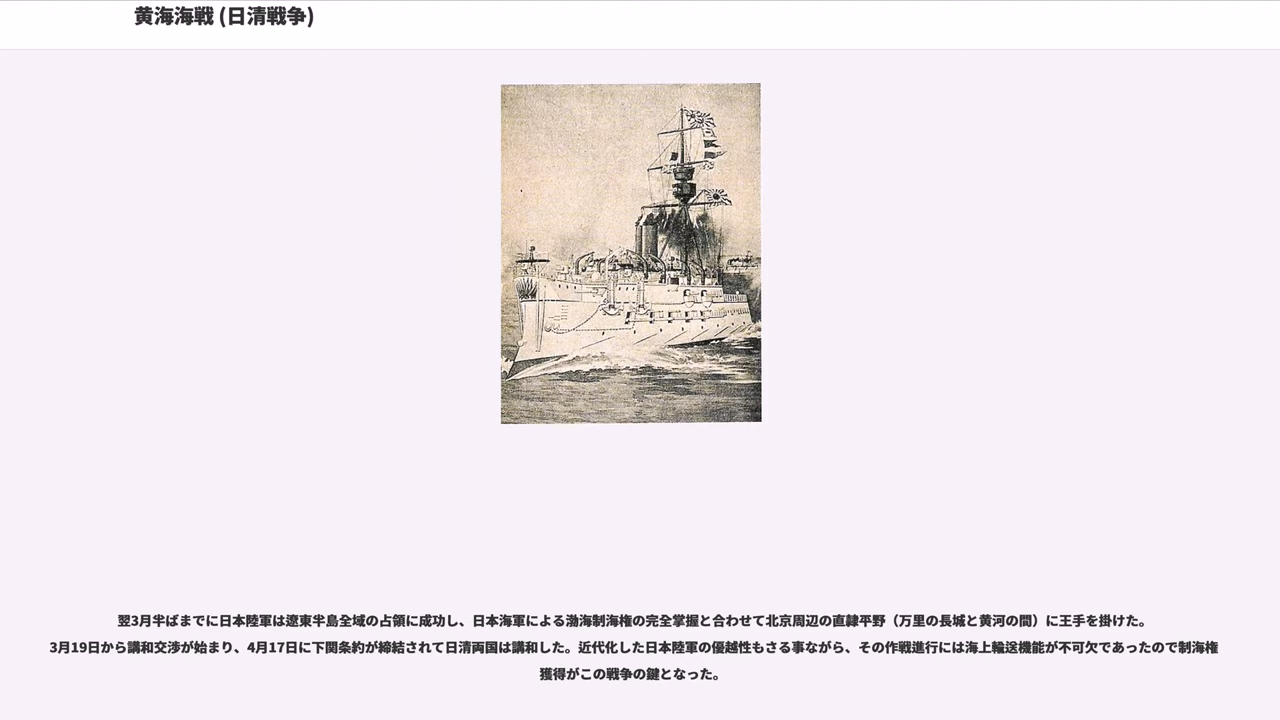 黄海海戦 (日清戦争)
翌3月半ばまでに日本陸軍は遼東半島全域の占領に成功し、日本海軍による渤海制海権の完全掌握と合わせて北京周辺の直隷平野（万里の長城と黄河の間）に王手を掛けた。
3月19日から講和交渉が始まり、4月17日に下関条約が締結されて日清両国は講和した。近代化した日本陸軍の優越性もさる事ながら、その作戦進行には海上輸送機能が不可欠であったので制海権
獲得がこの戦争の鍵となった。